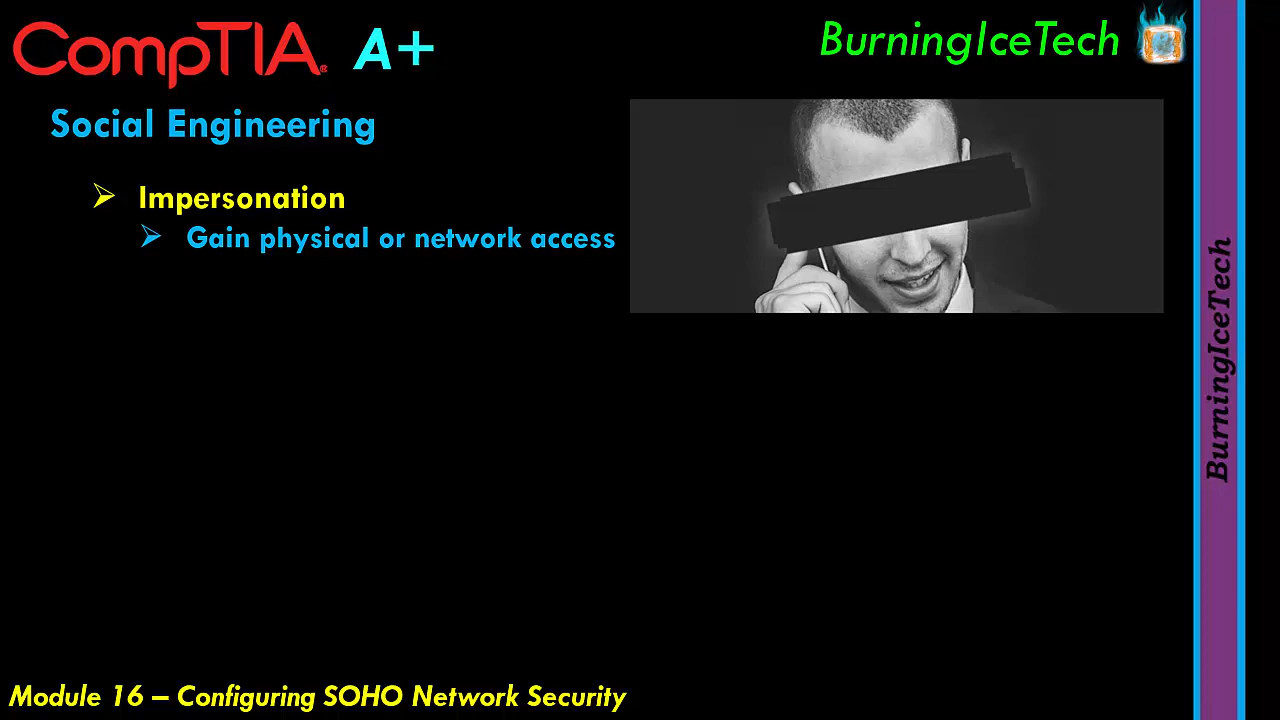 CompTIA® A+
BurningIceTech
Social Engineering
Impersonation
Gain physical or network access
BurningIceTech
Module 16 – Configuring SOHO Network Security